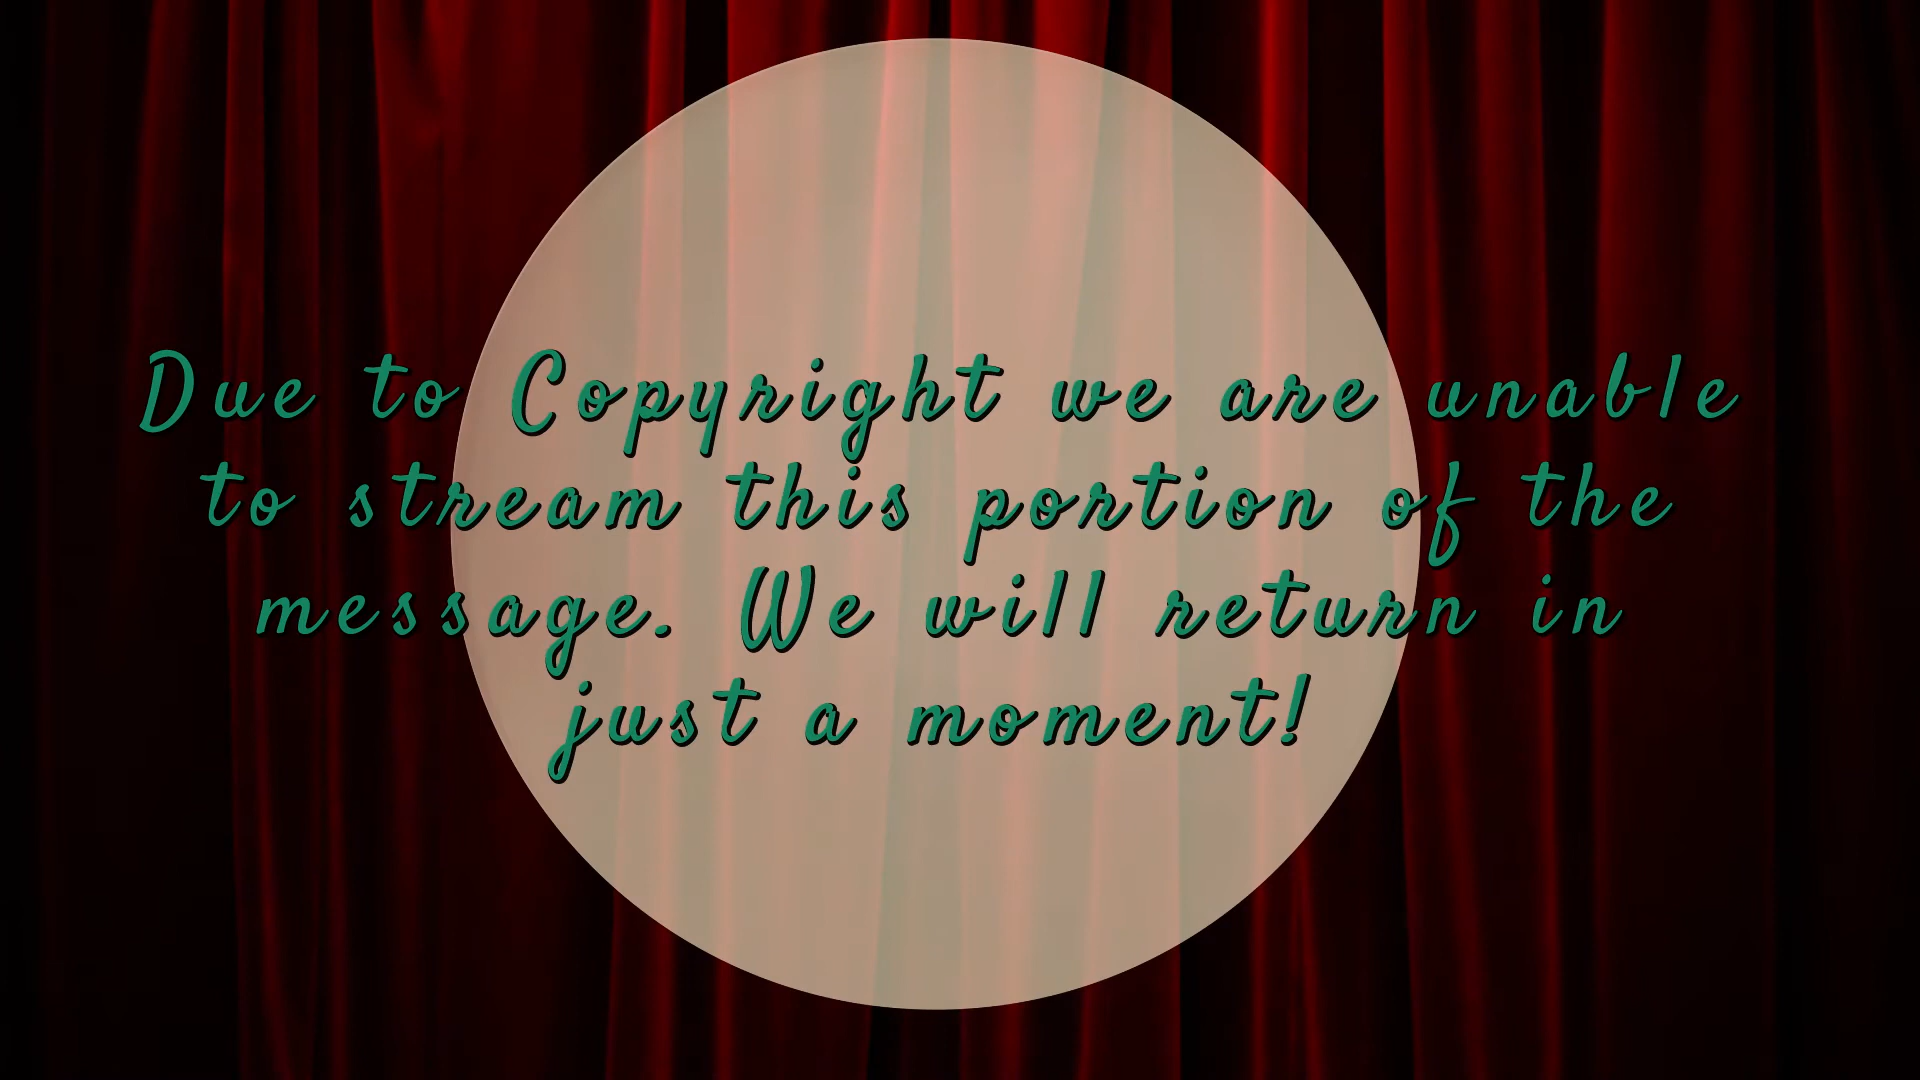 Due to Copyright we are unable
to stream this portion of the
message. We will return in
just a moment!